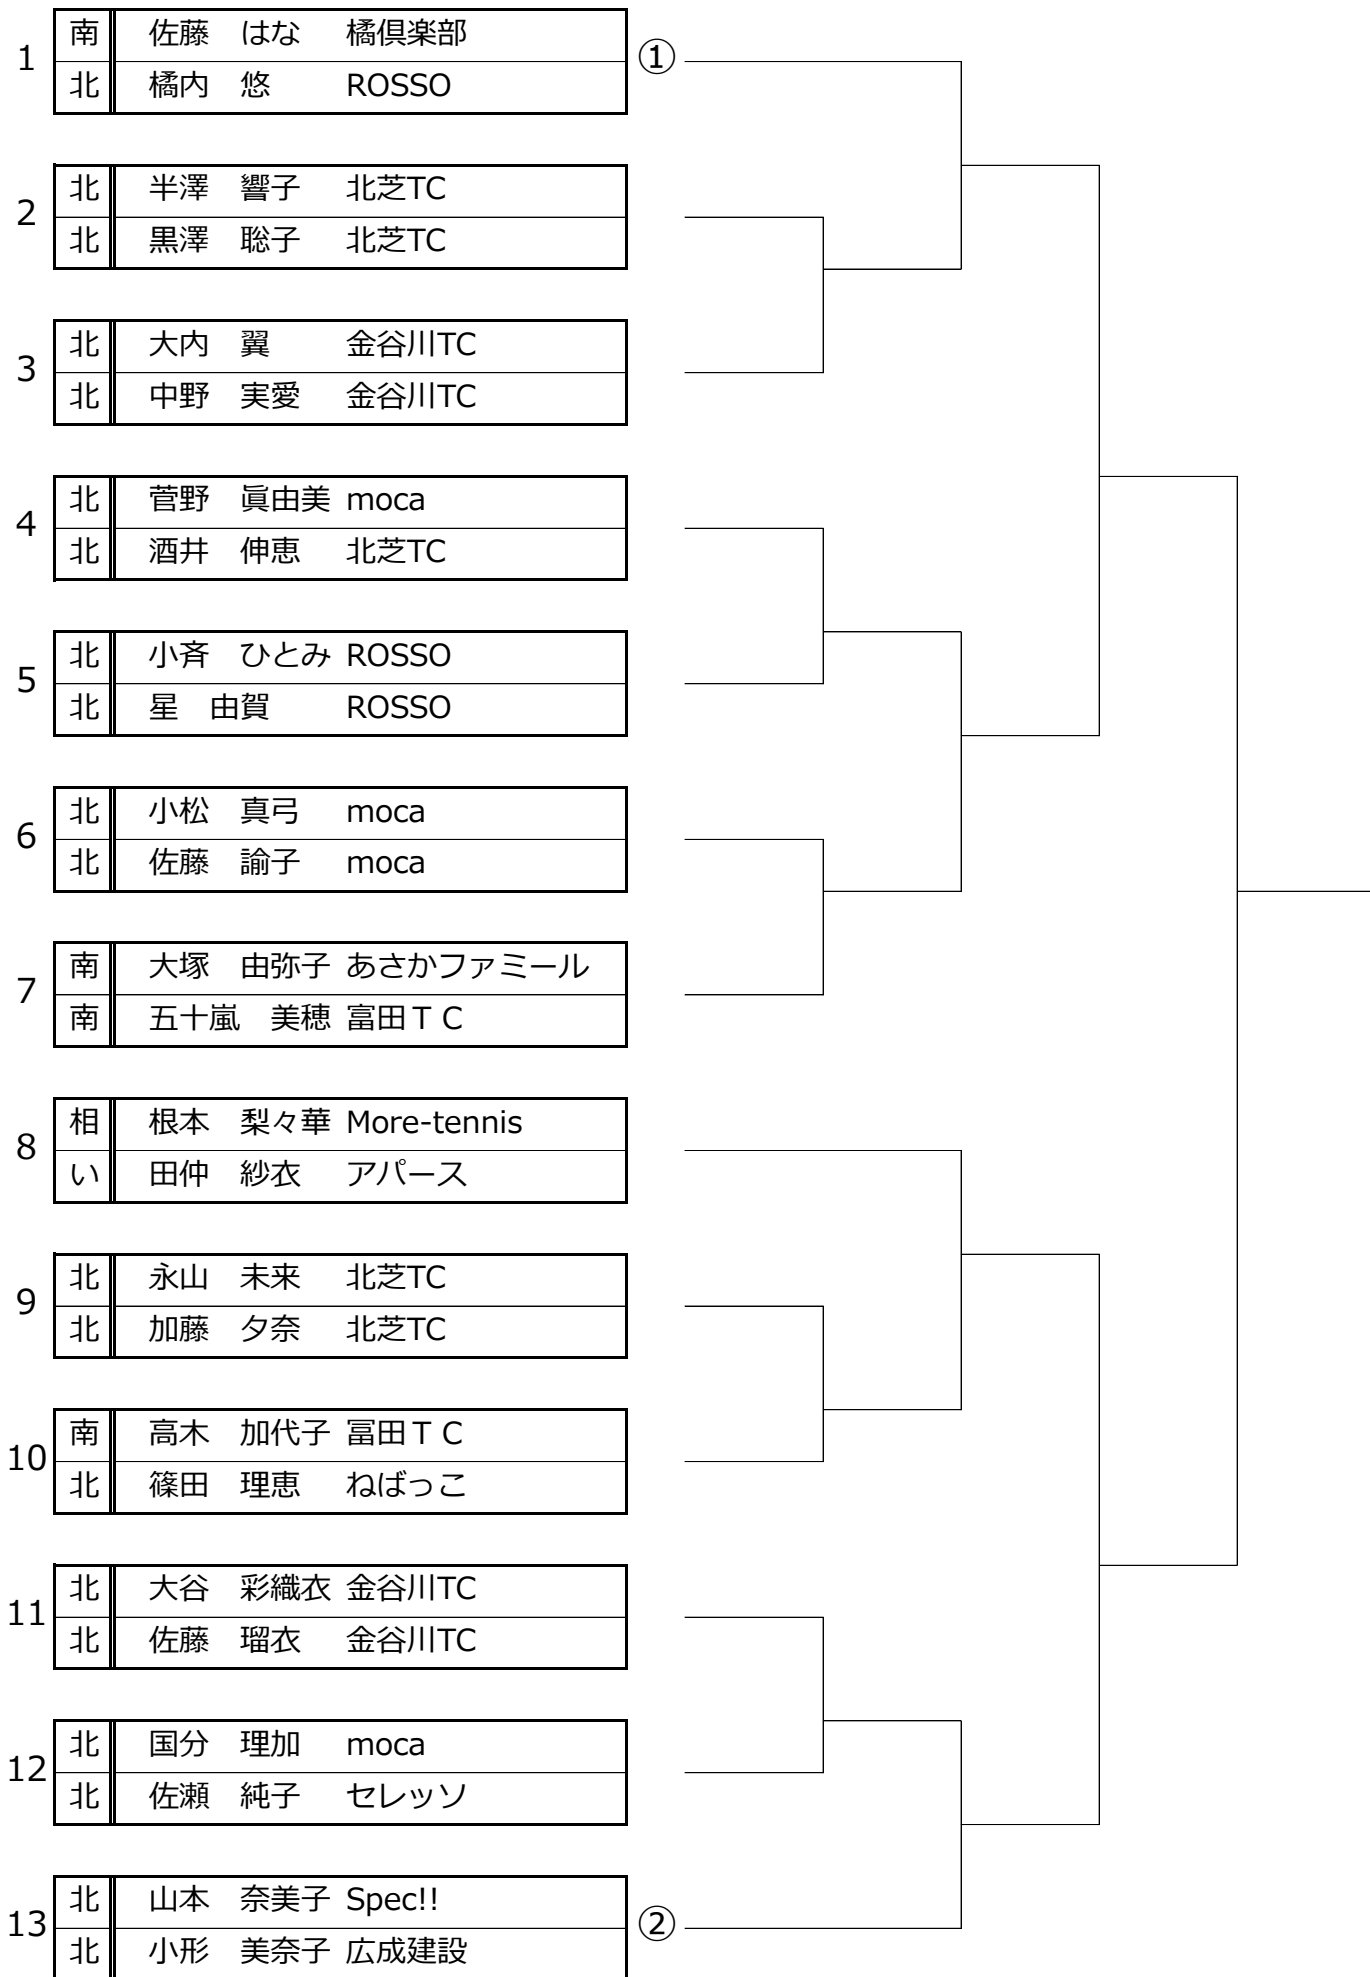 南 佐藤 はな 橘倶楽部
1 ①
北 橘内 悠 ROSSO
北 半澤 響子 北芝TC
2
北 黒澤 聡子 北芝TC
北 大内 翼 金谷川TC
3
北 中野 実愛 金谷川TC
北 菅野 眞由美 moca
4
北 酒井 伸恵 北芝TC
北 小斉 ひとみ ROSSO
5
北 星 由賀 ROSSO
北 小松 真弓 moca
6
北 佐藤 諭子 moca
南 大塚 由弥子 あさかファミール
7
南 五十嵐 美穂 富田ＴＣ
相 根本 梨々華 More-tennis
8
い 田仲 紗衣 アパース
北 永山 未来 北芝TC
9
北 加藤 夕奈 北芝TC
南 高木 加代子 冨田ＴＣ
10
北 篠田 理恵 ねばっこ
北 大谷 彩織衣 金谷川TC
11
北 佐藤 瑠衣 金谷川TC
北 国分 理加 moca
12
北 佐瀬 純子 セレッソ
北 山本 奈美子 Spec!!
13 ②
北 小形 美奈子 広成建設